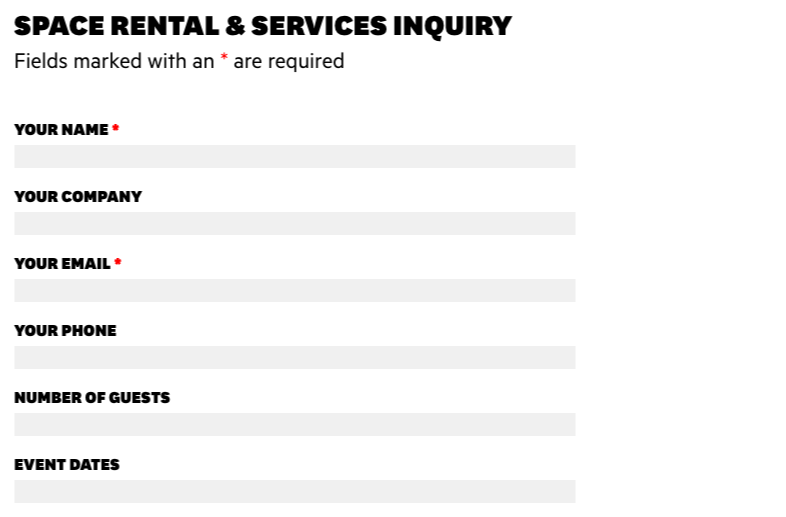 SPACE RENTAL & SERVICES INQUIRY
Fields marked with an * are required
YOUR NAME *
YOUR COMPANY
YOUR EMAIL *
YOUR PHONE
NUMBER OF GUESTS
EVENT DATES